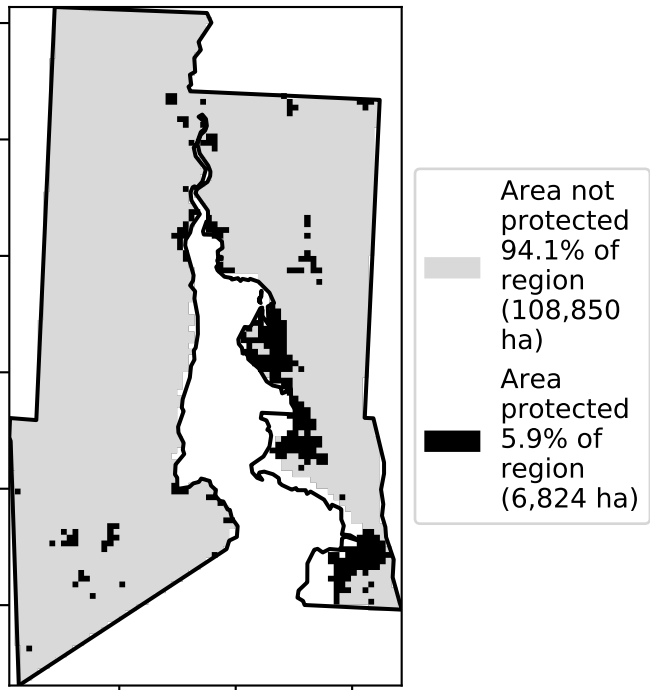 Area not
protected
94.1% of
region
(108,850
ha)
Area
protected
5.9% of
region
(6,824 ha)